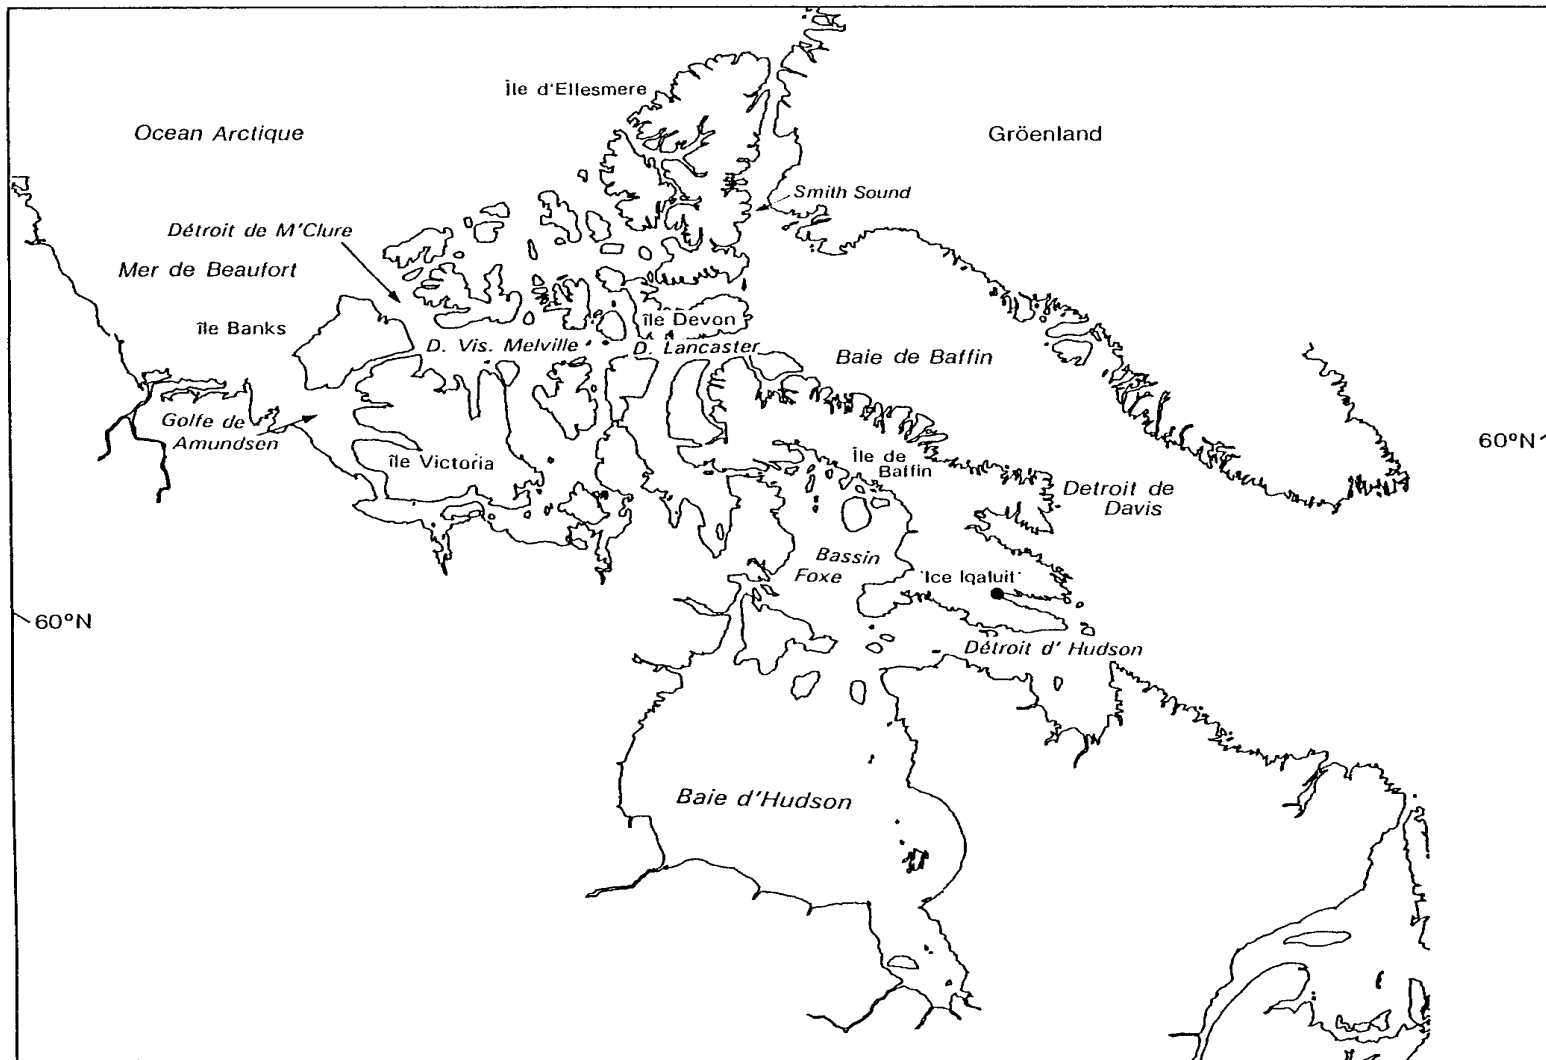 Île d'Ellesmere
Ocean Arctique
Gröenland
Smith Sound
Détroit de M'Clure
Mer de Beaufort
île Banks
île Devon
D. Vis. Melville
D. Lancaster
Baie de Baffin
Golfe de
Amundsen
île Victoria
Île de
Baffin
60°N
Detroit de
Davis
Bassin
Foxe
'Ice Iqaluit'
60°N
Détroit d' Hudson
Baie d'Hudson